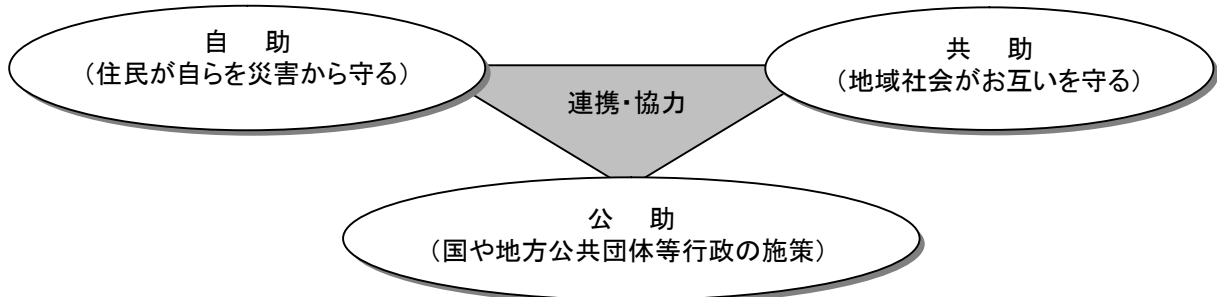 自　助
（住民が自らを災害から守る）
共　助
（地域社会がお互いを守る）
連携・協力
公　助
（国や地方公共団体等行政の施策）